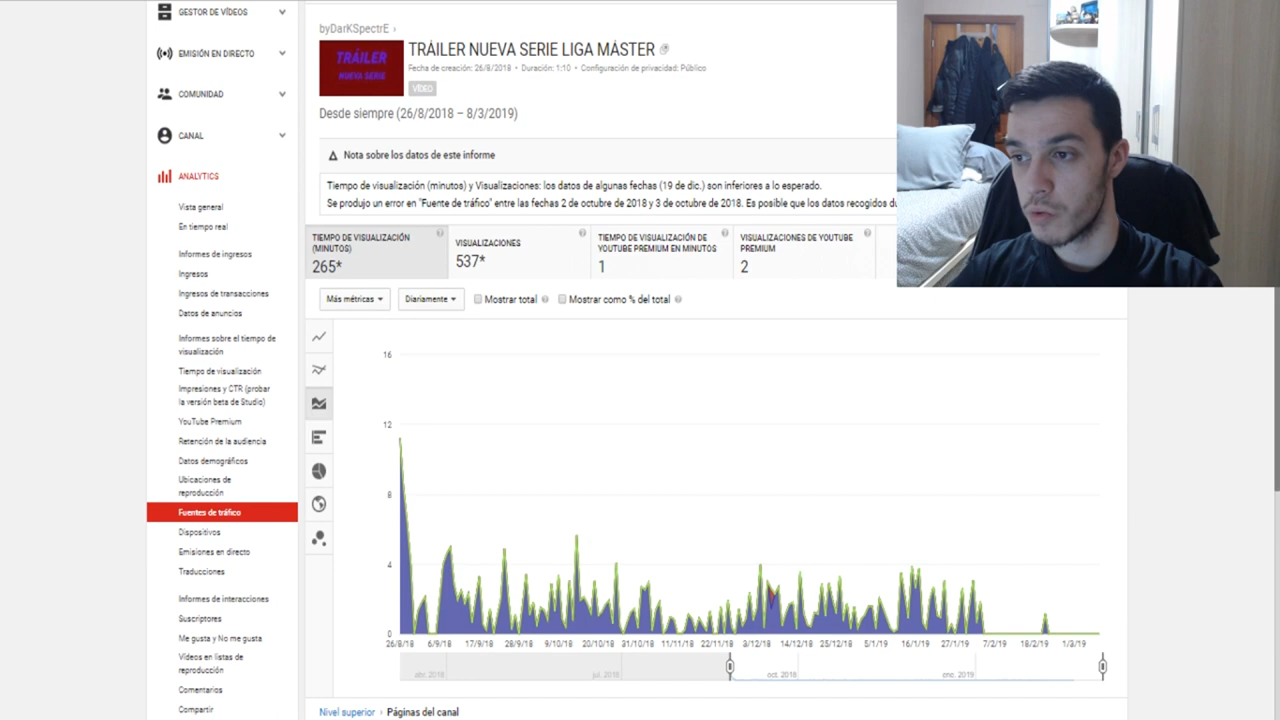 GESTOR DE VÍDEOS
EMISIÓN EN DIRECTO
COMUNIDAD
CANAL
ANALYTICS
Vista general
En tiempo real
Informes de ingresos
Ingresos
Ingresos de transacciones
Datos de anuncios
Informes sobre el tiempo de
visualización
Tiempo de visualización
Impresiones y CTR (probar
la versión beta de Studio)
YouTube Premium
Retención de la audiencia
Datos demográficos
Ubicaciones de
reproducción
Fuentes de tráfico
Dispositivos
Emisiones en directo
Traducciones
Informes de interacciones
Suscriptores
Me gusta y No me gusta
Vídeos en listas de
reproducción
Comentarios
Compartir
byDarKSpectrE ›
TRÁILER
NUEVA SERIE
TRÁILER NUEVA SERIE LIGA MÁSTER
Fecha de creación: 26/8/2018 • Duración: 1:10 • Configuración de privacidad: Público
VÍDEO
Desde siempre (26/8/2018 – 8/3/2019)
Nota sobre los datos de este informe
Tiempo de visualización (minutos) y Visualizaciones: los datos de algunas fechas (19 de dic.) son inferiores a lo esperado.
Se produjo un error en "Fuente de tráfico" entre las fechas 2 de octubre de 2018 y 3 de octubre de 2018. Es posible que los datos recogidos
TIEMPO DE VISUALIZACIÓN
(MINUTOS)
265*
VISUALIZACIONES
537*
TIEMPO DE VISUALIZACIÓN DE
YOUTUBE PREMIUM EN MINUTOS
1
VISUALIZACIONES DE YOUTUBE
PREMIUM
2
Más métricas
Diariamente
Mostrar total
Mostrar como % del total
16
12
8
4
0
26/8/18 6/9/18 17/9/18 28/9/18 9/10/18 20/10/18 31/10/18 11/11/18 22/11/18 3/12/18 14/12/18 25/12/18 5/1/19 16/1/19 27/1/19 7/2/19 18/2/19 1/3/19
abr. 2018 jul. 2018 oct. 2018 ene. 2019
Nivel superior › Páginas del canal